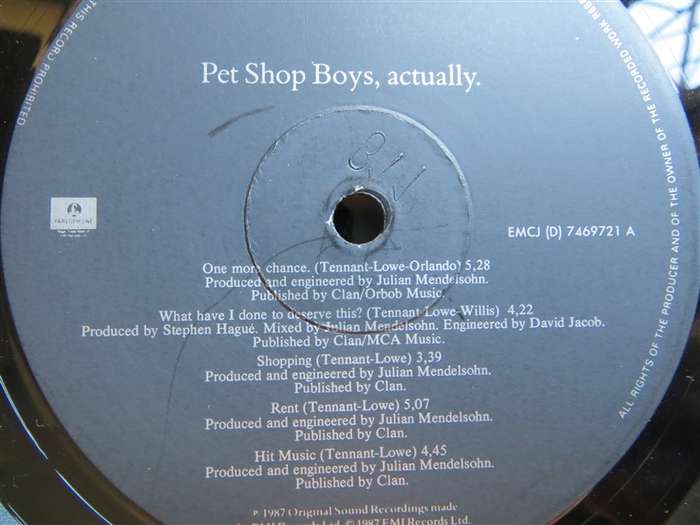 THIS RECORD PROHIBITED
ALL RIGHTS OF THE PRODUCER AND OF THE OWNER OF THE RECORDED WORK
Pet Shop Boys, actually.
PARLOPHONE
EMCJ (D) 7469721 A
One more chance. (Tennant-Lowe-Orlando) 5,28
Produced and engineered by Julian Mendelsohn.
Published by Clan/Orbob Music.
What have I done to deserve this? (Tennant-Lowe-Willis) 4,22
Produced by Stephen Hagué. Mixed by Julian Mendelsohn. Engineered by David Jacob.
Published by Clan/MCA Music.
Shopping (Tennant-Lowe) 3,39
Produced and engineered by Julian Mendelsohn.
Published by Clan.
Rent (Tennant-Lowe) 5,07
Produced and engineered by Julian Mendelsohn.
Published by Clan.
Hit Music (Tennant-Lowe) 4,45
Produced and engineered by Julian Mendelsohn.
Published by Clan.
P 1987 Original Sound Recordings made
EMI Records Ltd. © 1987 EMI Records Ltd.